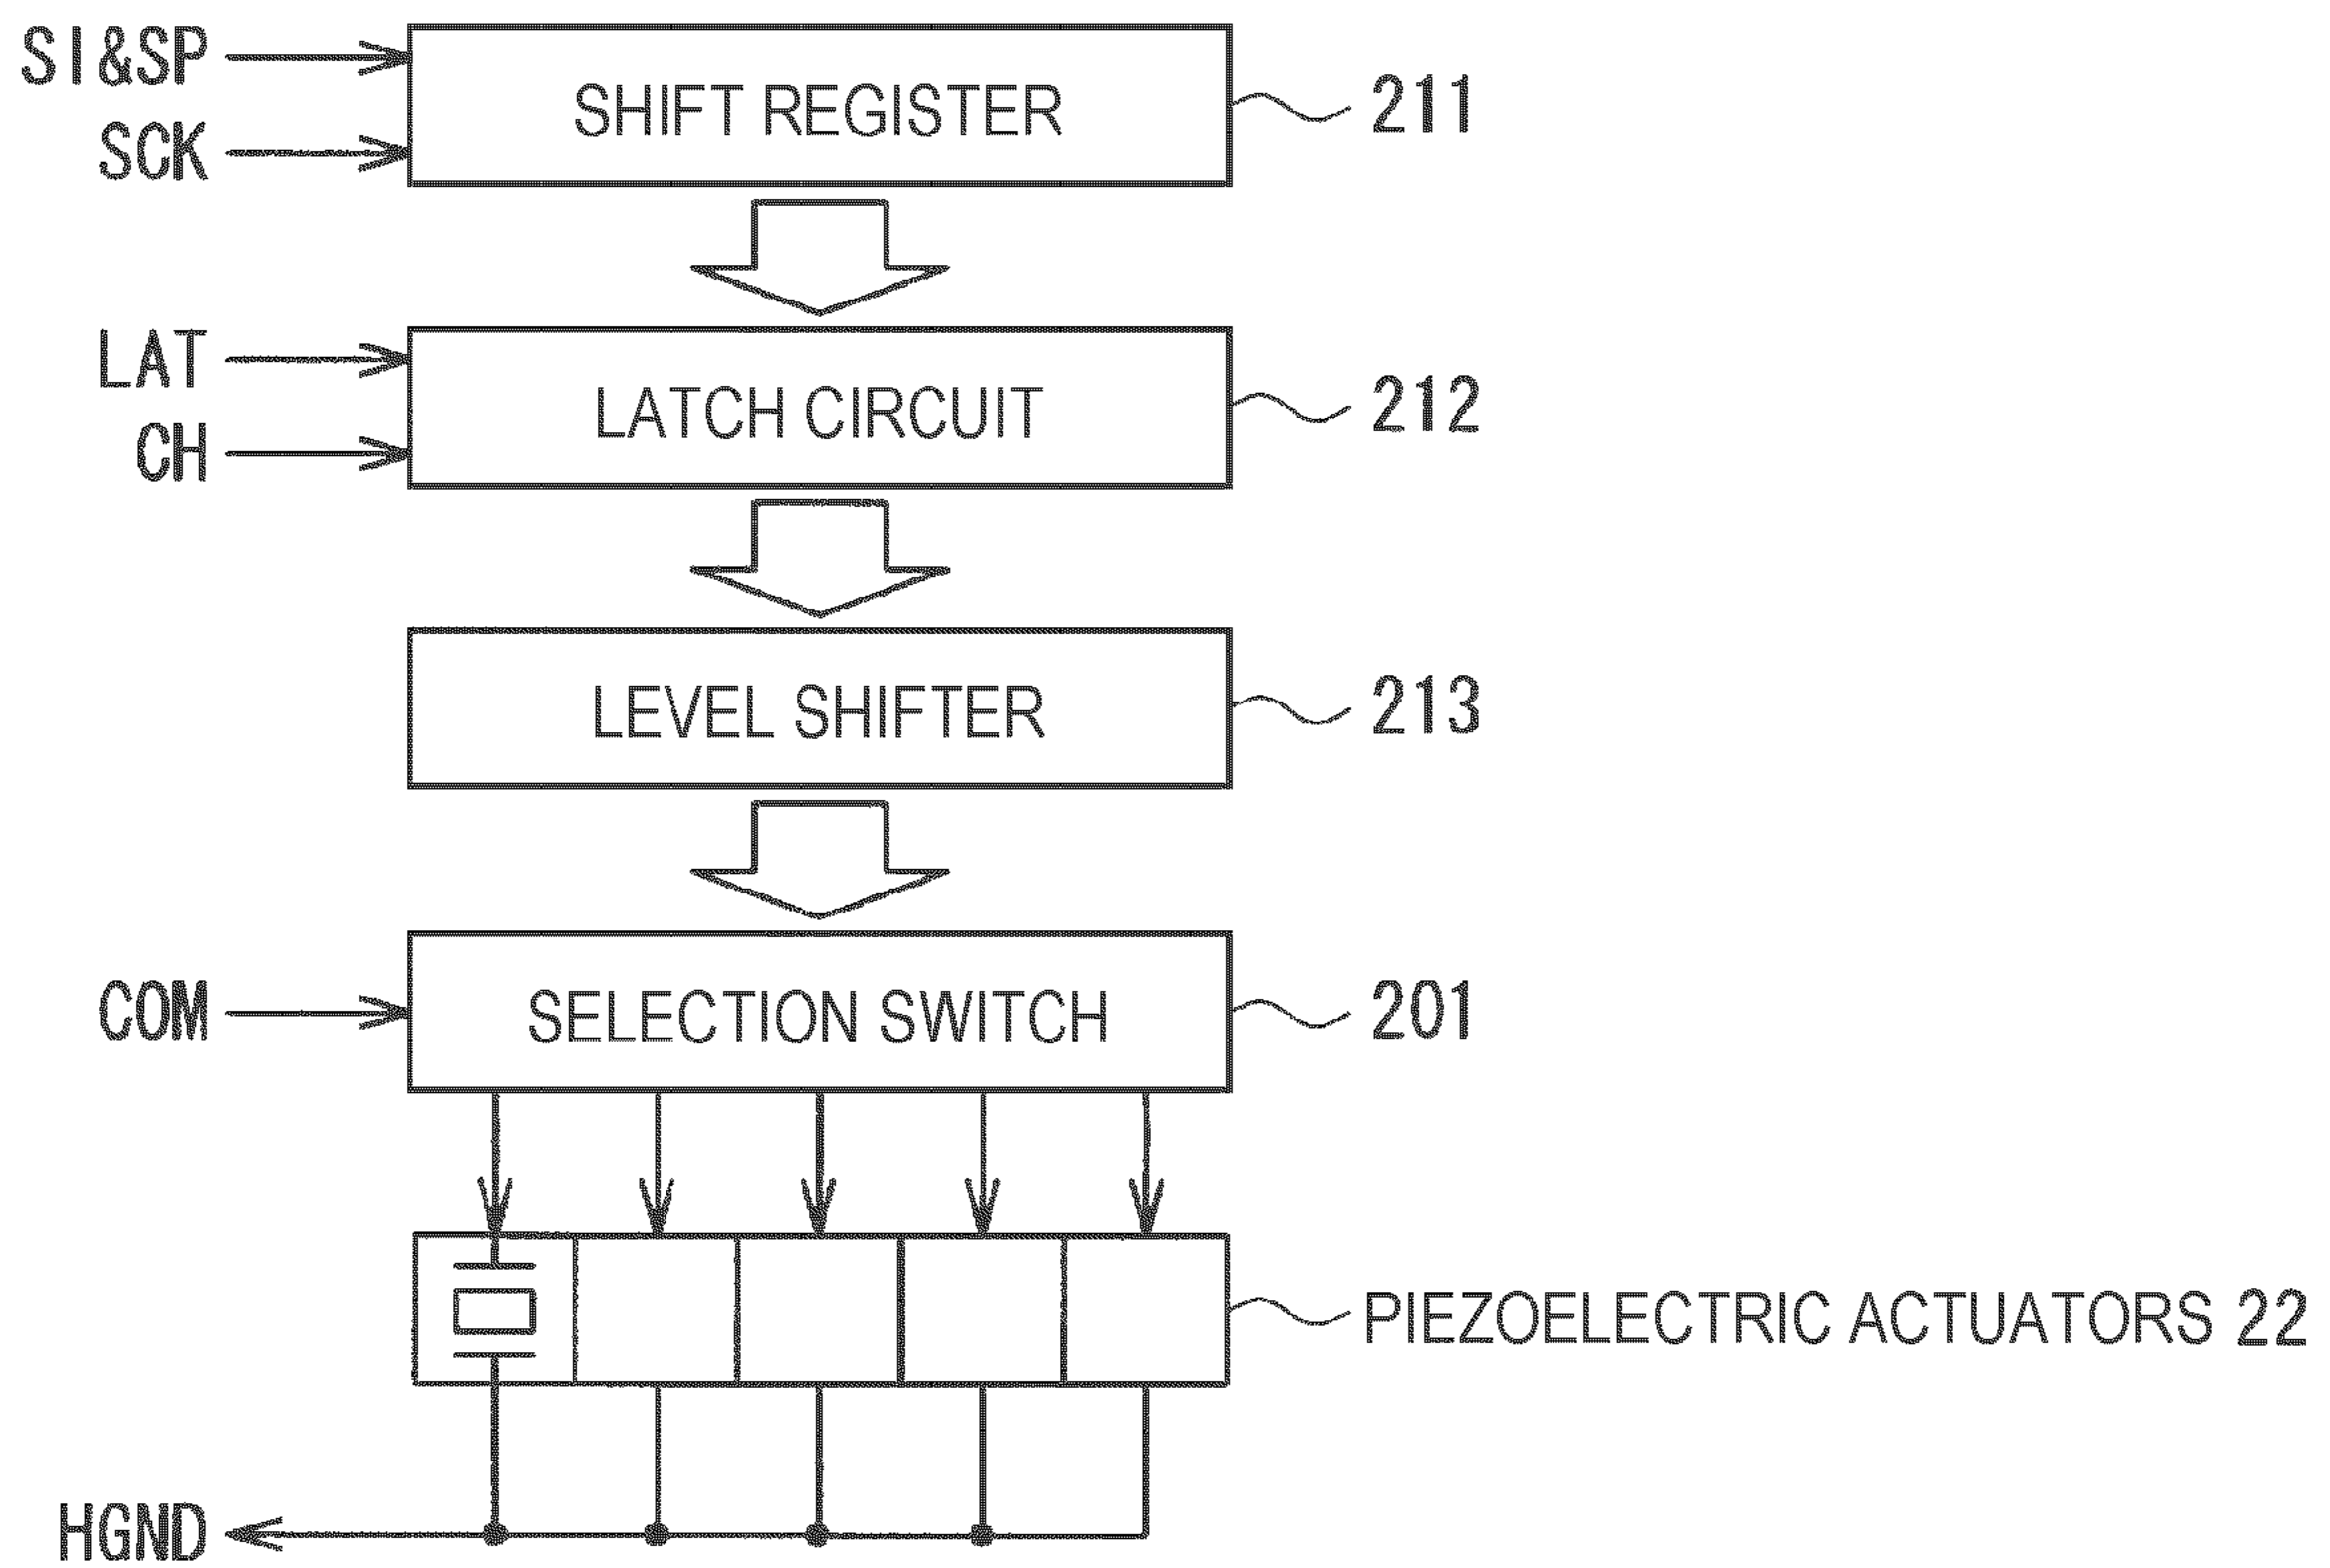 SI&SP
SHIFT REGISTER
211
SCK
LAT
LATCH CIRCUIT
212
CH
LEVEL SHIFTER
213
COM
SELECTION SWITCH
201
PIEZOELECTRIC ACTUATORS 22
HGND